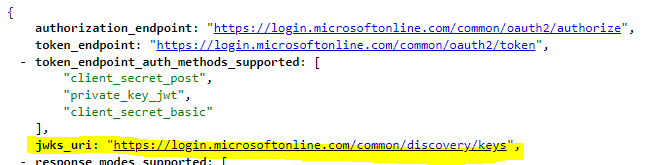 {
authorization_endpoint: "https://login.microsoftonline.com/common/oauth2/authorize",
token_endpoint: "https://login.microsoftonline.com/common/oauth2/token",
- token_endpoint_auth_methods_supported: [
"client_secret_post",
"private_key_jwt",
"client_secret_basic"
],
jwks_uri: "https://login.microsoftonline.com/common/discovery/keys",
- response_modes_supported: [